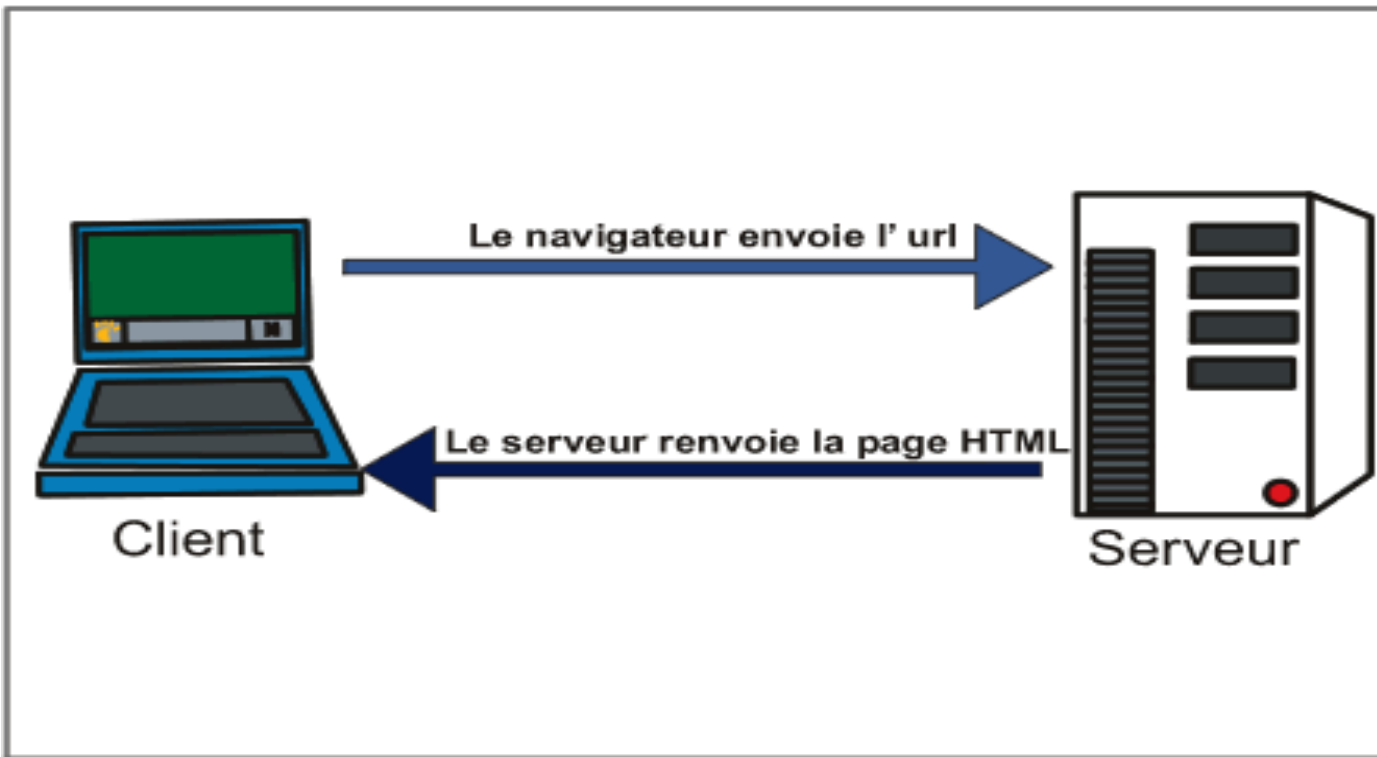 Le navigateur envoie l' url
Le serveur renvoie la page HTML
Client
Serveur